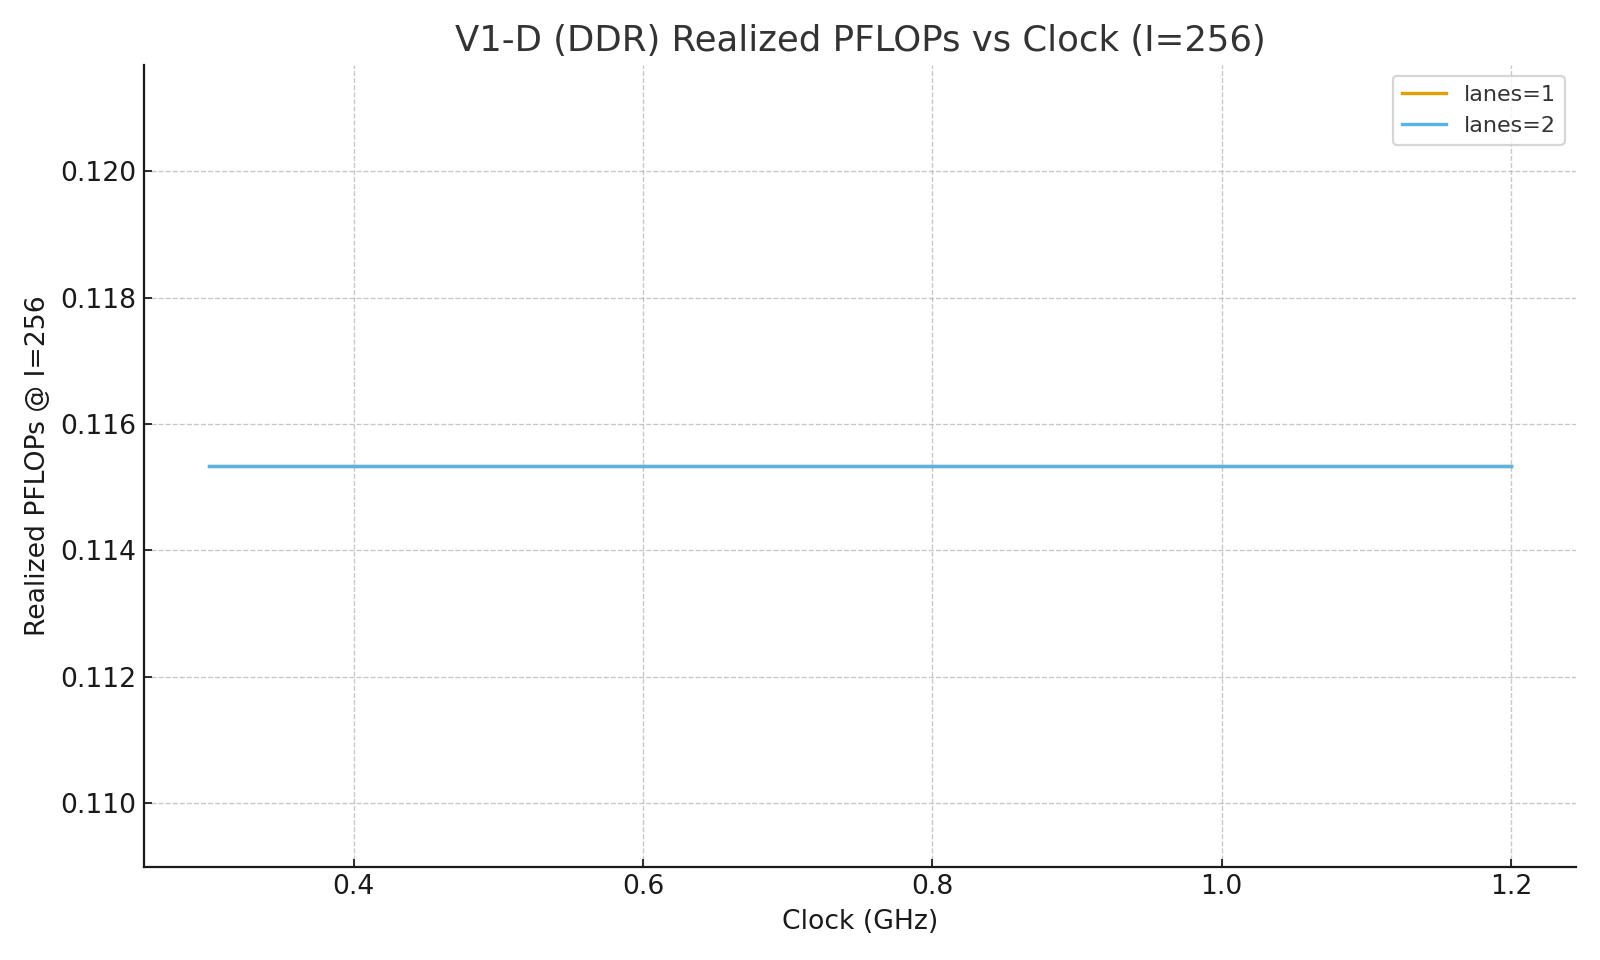 V1-D (DDR) Realized PFLOPs vs Clock (I=256)
lanes=1
lanes=2
Realized PFLOPs @ I=256
0.120
0.118
0.116
0.114
0.112
0.110
0.4
0.6
0.8
1.0
1.2
Clock (GHz)